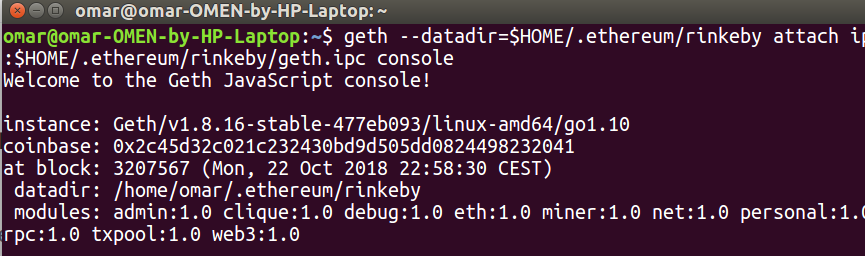 omar@omar-OMEN-by-HP-Laptop: ~
omar@omar-OMEN-by-HP-Laptop:~$ geth --datadir=$HOME/.ethereum/rinkeby attach ip
:$HOME/.ethereum/rinkeby/geth.ipc console
Welcome to the Geth JavaScript console!
instance: Geth/v1.8.16-stable-477eb093/linux-amd64/go1.10
coinbase: 0x2c45d32c021c232430bd9d505dd0824498232041
at block: 3207567 (Mon, 22 Oct 2018 22:58:30 CEST)
datadir: /home/omar/.ethereum/rinkeby
modules: admin:1.0 clique:1.0 debug:1.0 eth:1.0 miner:1.0 net:1.0 personal:1.0
rpc:1.0 txpool:1.0 web3:1.0